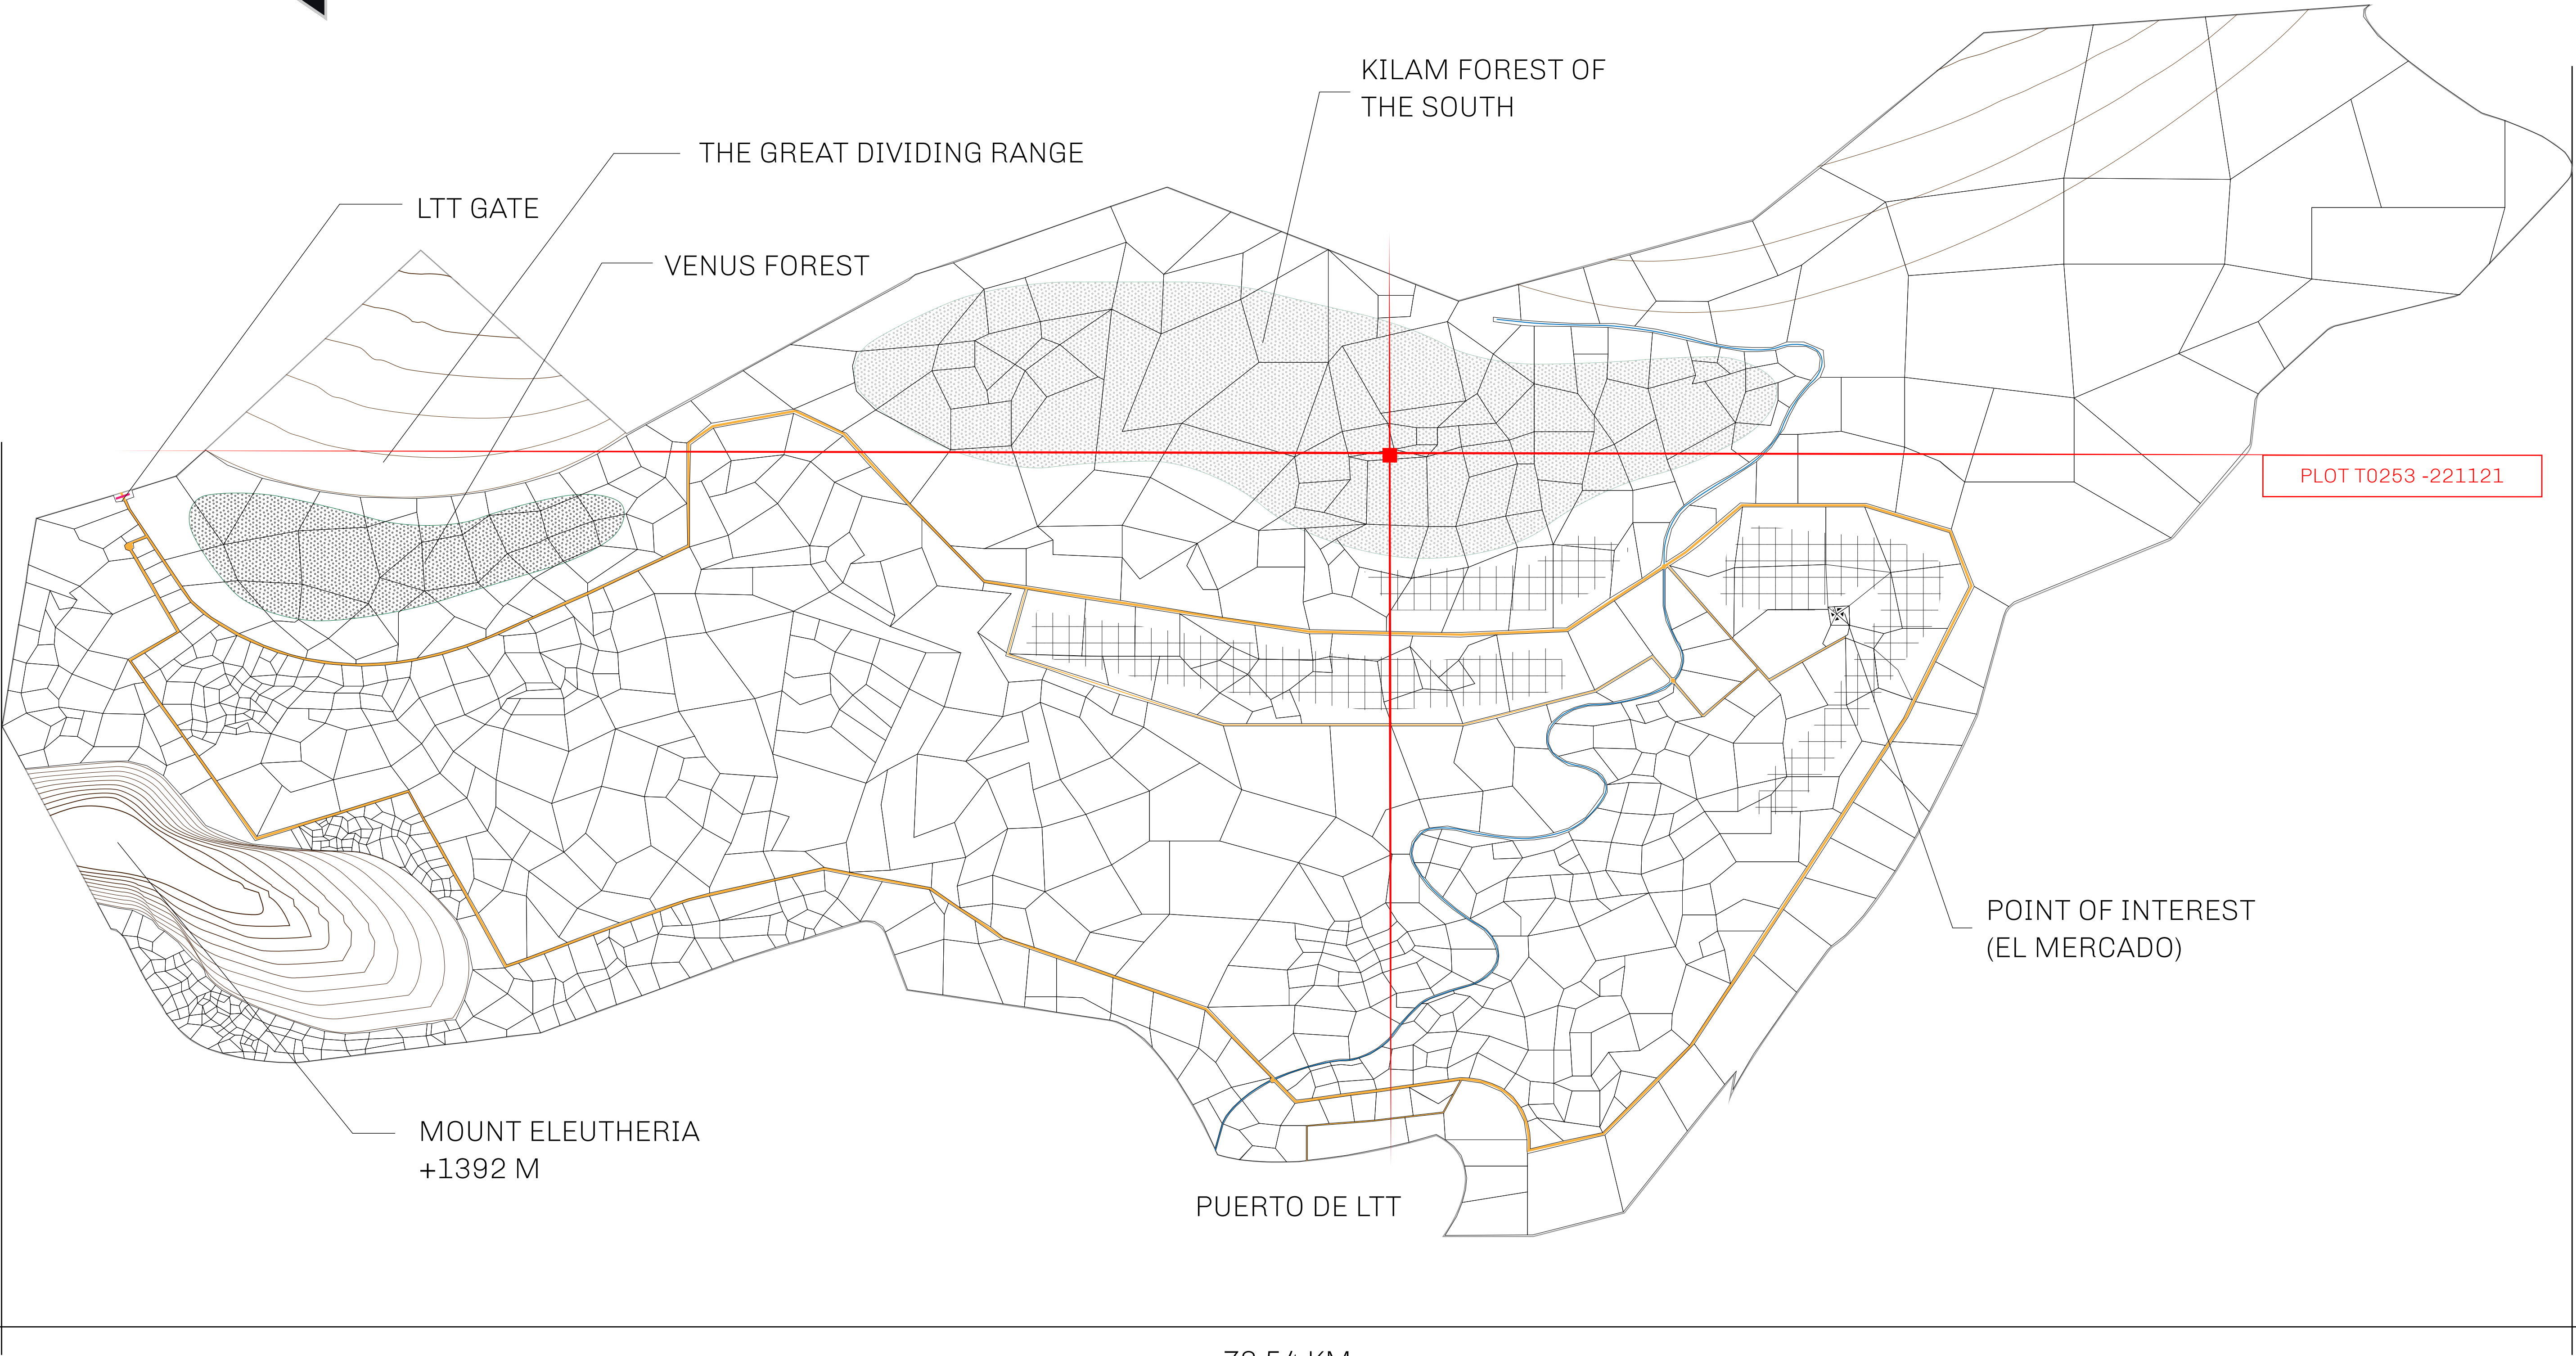 KILAM FOREST OF
THE SOUTH
THE GREAT DIVIDING RANGE
LTT GATE
VENUS FOREST
PLOT T0253 -221121
POINT OF INTEREST
(EL MERCADO)
MOUNT ELEUTHERIA
+1392 M
PUERTO DE LTT
KM